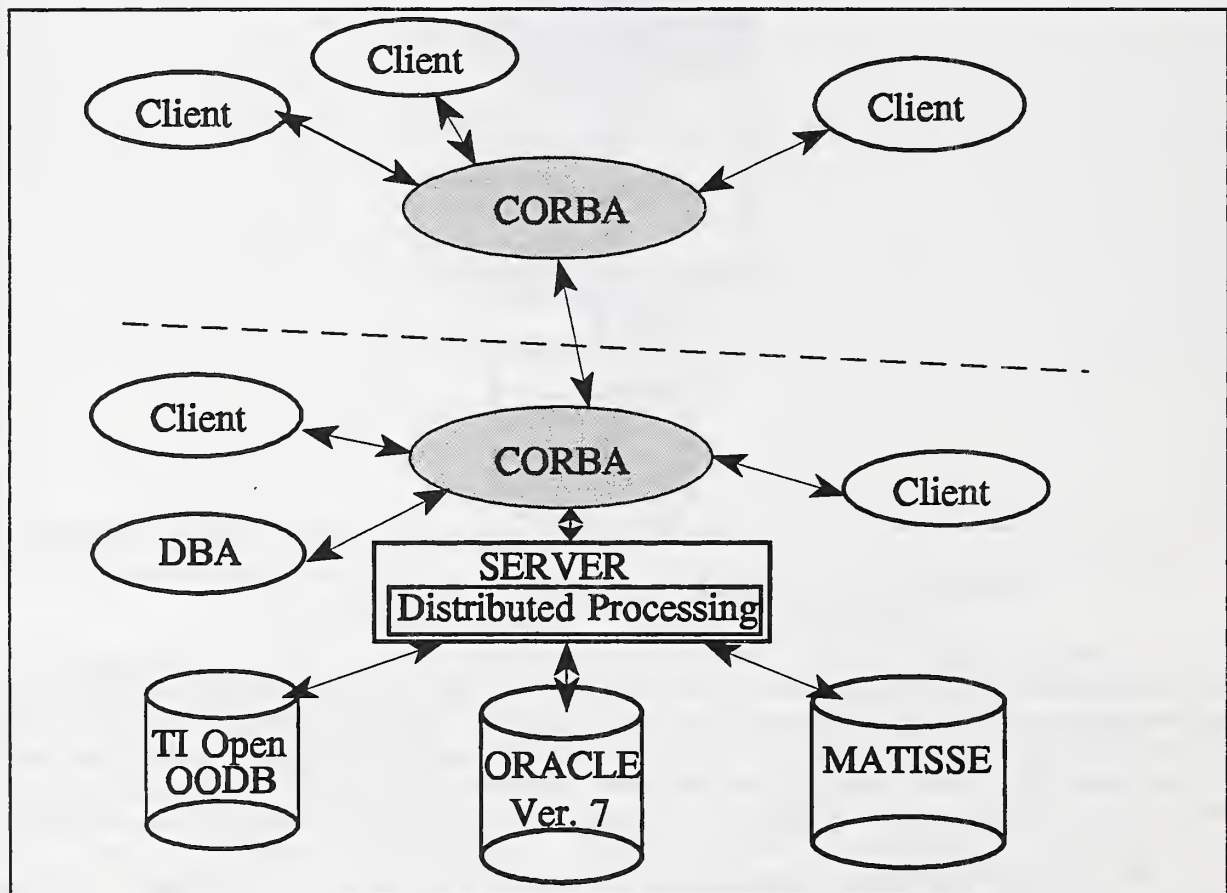 Client
Client
Client
CORBA
Client
CORBA
Client
DBA
SERVER
Distributed Processing
TI Open
OODB
ORACLE
Ver. 7
MATISSE